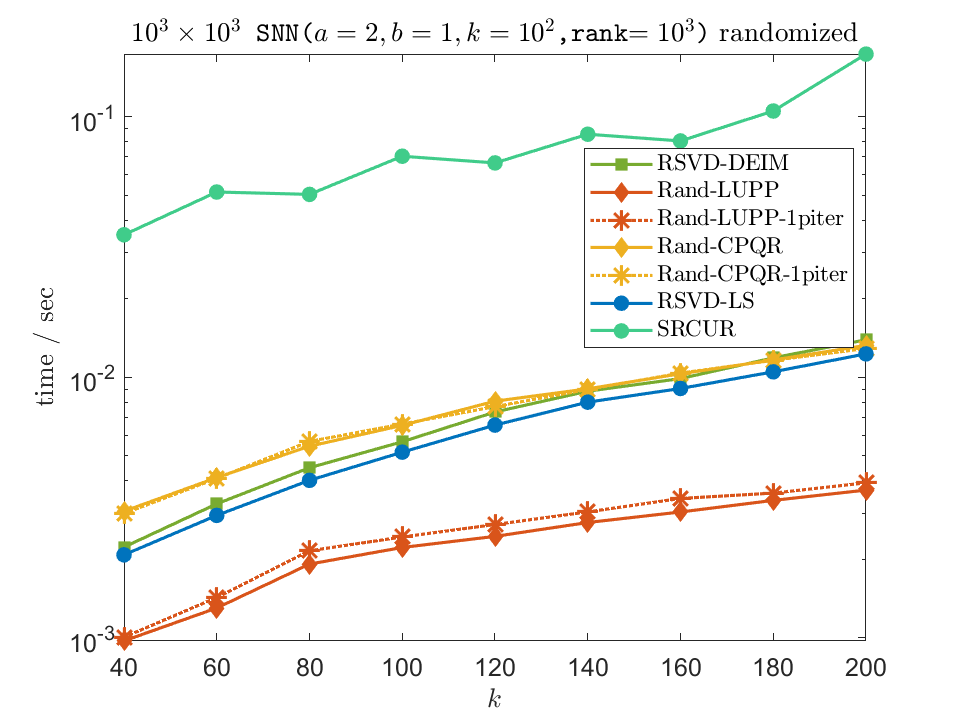 10³ × 10³ SNN(a = 2, b = 1, k = 10²,rank= 10³) randomized
10⁻¹
RSVD-DEIM
Rand-LUPP
Rand-LUPP-1piter
Rand-CPQR
Rand-CPQR-1piter
RSVD-LS
SRCUR
time / sec
10⁻²
10⁻³
40 60 80 100 120 140 160 180 200
k